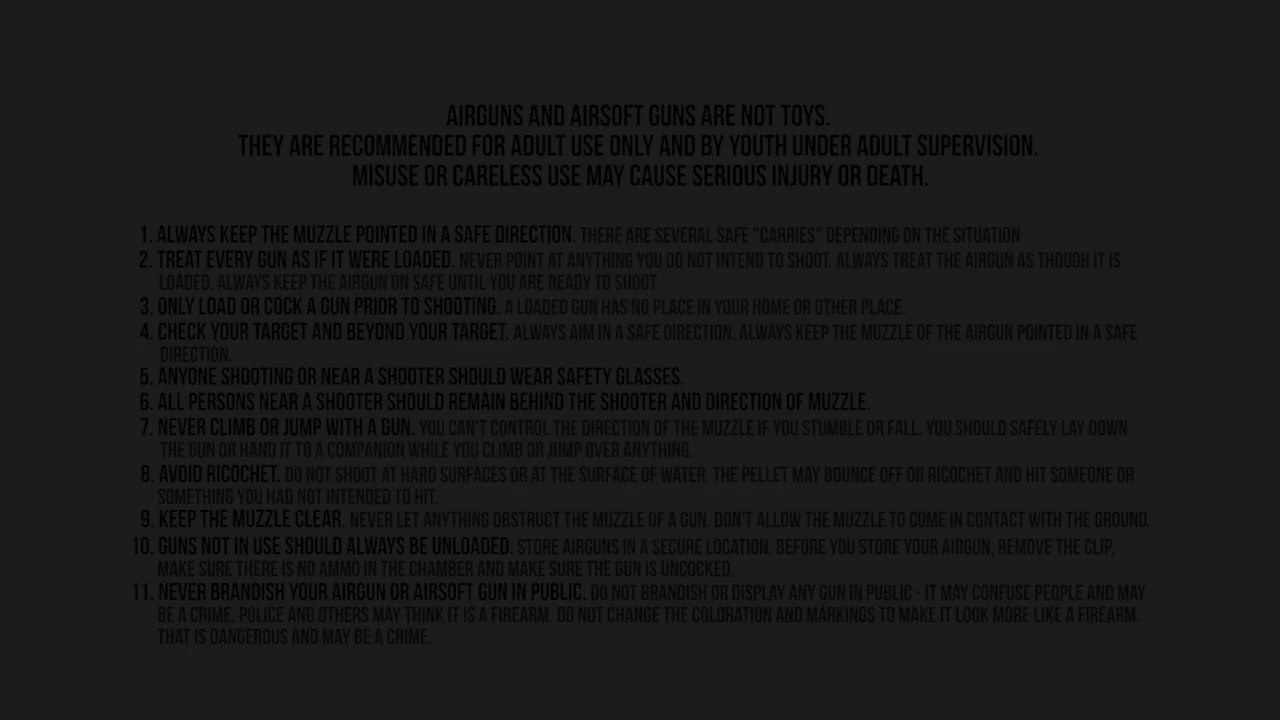 AIRGUNS AND AIRSOFT GUNS ARE NOT TOYS.
THEY ARE RECOMMENDED FOR ADULT USE ONLY AND BY YOUTH UNDER ADULT SUPERVISION.
MISUSE OR CARELESS USE MAY CAUSE SERIOUS INJURY OR DEATH.
1. ALWAYS KEEP THE MUZZLE POINTED IN A SAFE DIRECTION. THERE ARE SEVERAL SAFE "CARRIES" DEPENDING ON THE SITUATION
2. TREAT EVERY GUN AS IF IT WERE LOADED. NEVER POINT AT ANYTHING YOU DO NOT INTEND TO SHOOT. ALWAYS TREAT THE AIRGUN AS THOUGH IT IS
LOADED. ALWAYS KEEP THE AIRGUN ON SAFE UNTIL YOU ARE READY TO SHOOT.
3. ONLY LOAD OR COCK A GUN PRIOR TO SHOOTING. A LOADED GUN HAS NO PLACE IN YOUR HOME OR OTHER PLACE.
4. CHECK YOUR TARGET AND BEYOND YOUR TARGET. ALWAYS AIM IN A SAFE DIRECTION. ALWAYS KEEP THE MUZZLE OF THE AIRGUN POINTED IN A SAFE
DIRECTION.
5. ANYONE SHOOTING OR NEAR A SHOOTER SHOULD WEAR SAFETY GLASSES.
6. ALL PERSONS NEAR A SHOOTER SHOULD REMAIN BEHIND THE SHOOTER AND DIRECTION OF MUZZLE.
7. NEVER CLIMB OR JUMP WITH A GUN. YOU CAN'T CONTROL THE DIRECTION OF THE MUZZLE IF YOU STUMBLE OR FALL. YOU SHOULD SAFELY LAY DOWN
THE GUN OR HAND IT TO A COMPANION WHILE YOU CLIMB OR JUMP OVER ANYTHING.
8. AVOID RICOCHET. DO NOT SHOOT AT HARD SURFACES OR AT THE SURFACE OF WATER. THE PELLET MAY BOUNCE OFF OR RICOCHET AND HIT SOMEONE OR
SOMETHING YOU HAD NOT INTENDED TO HIT.
9. KEEP THE MUZZLE CLEAR. NEVER LET ANYTHING OBSTRUCT THE MUZZLE OF A GUN. DON'T ALLOW THE MUZZLE TO COME IN CONTACT WITH THE GROUND.
10. GUNS NOT IN USE SHOULD ALWAYS BE UNLOADED. STORE AIRGUNS IN A SECURE LOCATION. BEFORE YOU STORE YOUR AIRGUN, REMOVE THE CLIP,
MAKE SURE THERE IS NO AMMO IN THE CHAMBER AND MAKE SURE THE GUN IS UNCOCKED.
11. NEVER BRANDISH YOUR AIRGUN OR AIRSOFT GUN IN PUBLIC. DO NOT BRANDISH OR DISPLAY ANY GUN IN PUBLIC - IT MAY CONFUSE PEOPLE AND MAY
BE A CRIME. POLICE AND OTHERS MAY THINK IT IS A FIREARM. DO NOT CHANGE THE COLORATION AND MARKINGS TO MAKE IT LOOK MORE LIKE A FIREARM.
THAT IS DANGEROUS AND MAY BE A CRIME.